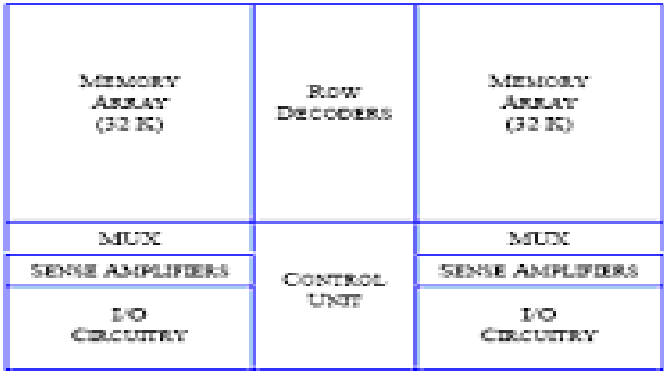 MEMORY
ARRAY
(32 K)
ROW
DECODERS
MEMORY
ARRAY
(32 K)
MUX
SENSE AMPLIFIERS
I/O
CIRCUITRY
CONTROL
UNIT
MUX
SENSE AMPLIFIERS
I/O
CIRCUITRY